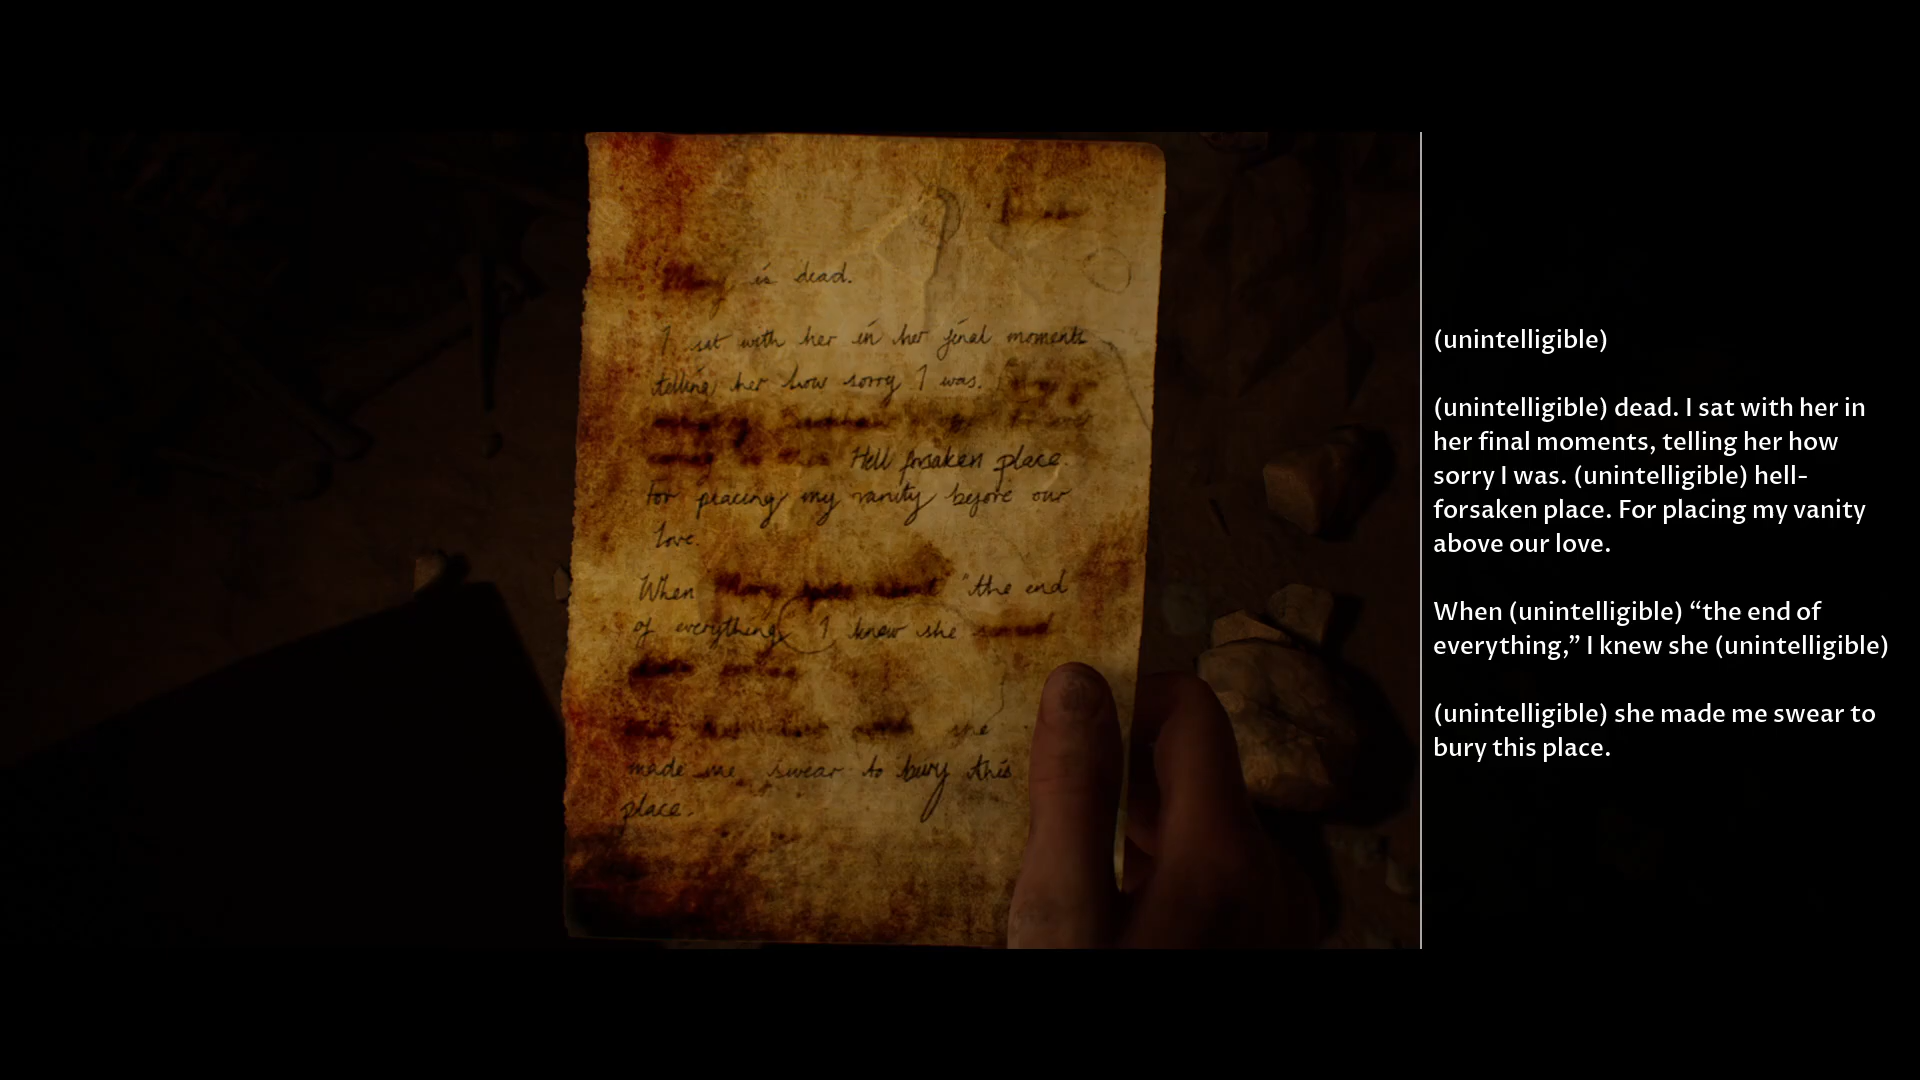 is dead.
I sat with her in her final moments
telling her how sorry I was.
Hell forsaken place.
For placing my vanity before our
love.
When "the end
of everything, I knew she
she
made me swear to bury this
place.
(unintelligible)
(unintelligible) dead. I sat with her in
her final moments, telling her how
sorry I was. (unintelligible) hell-
forsaken place. For placing my vanity
above our love.
When (unintelligible) “the end of
everything,” I knew she (unintelligible)
(unintelligible) she made me swear to
bury this place.